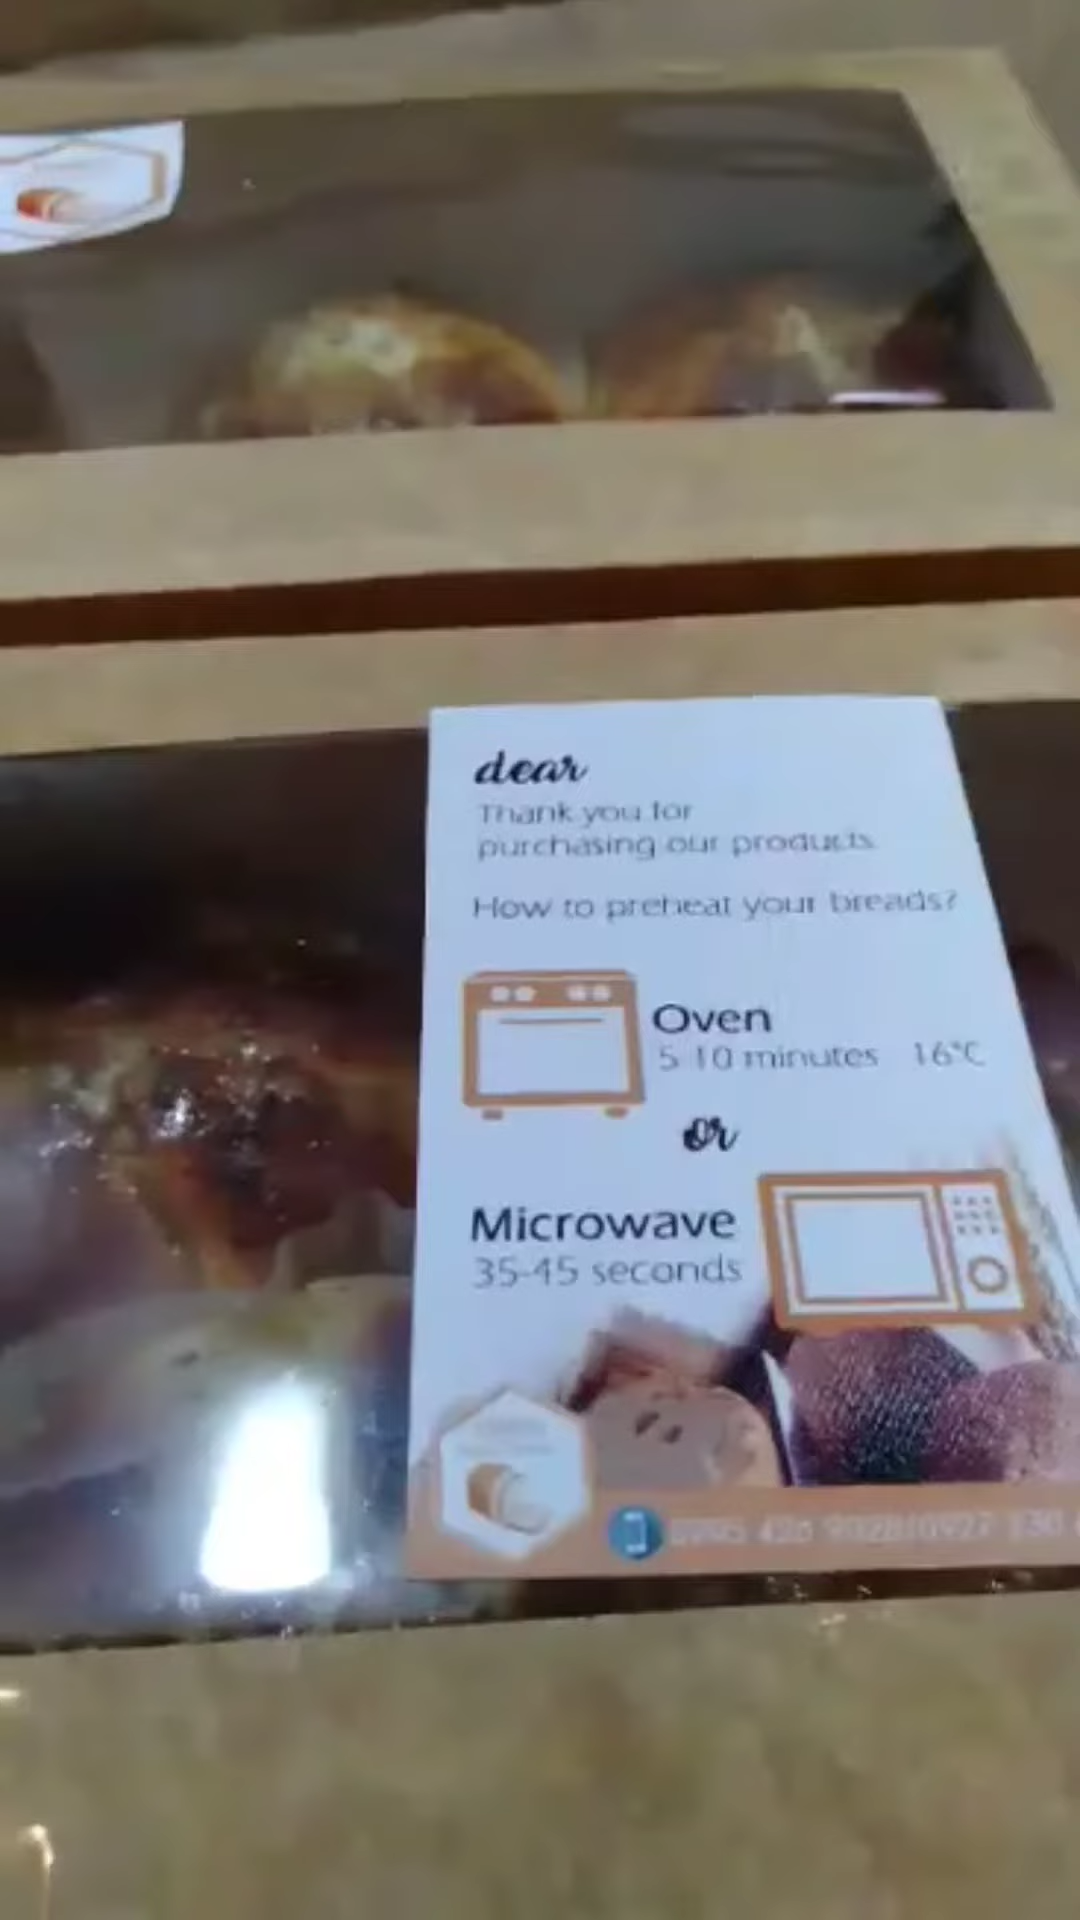 dear
Thank you for
purchasing our products
How to preheat your breads?
Oven
5 10 minutes 16°C
or
Microwave
35-45 seconds